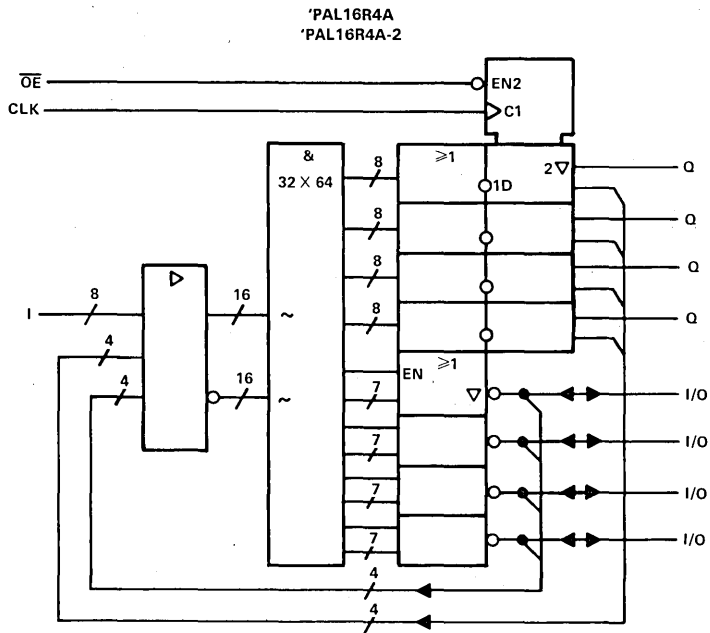 'PAL16R4A
'PAL16R4A-2
OE
EN2
CLK
C1
&
32 X 64
8
≥1
2▽
Q
1D
8
Q
8
Q
8
Q
I
8
▷
16
~
4
4
16
~
EN
≥1
7
▽
I/O
7
I/O
7
I/O
7
I/O
4
4